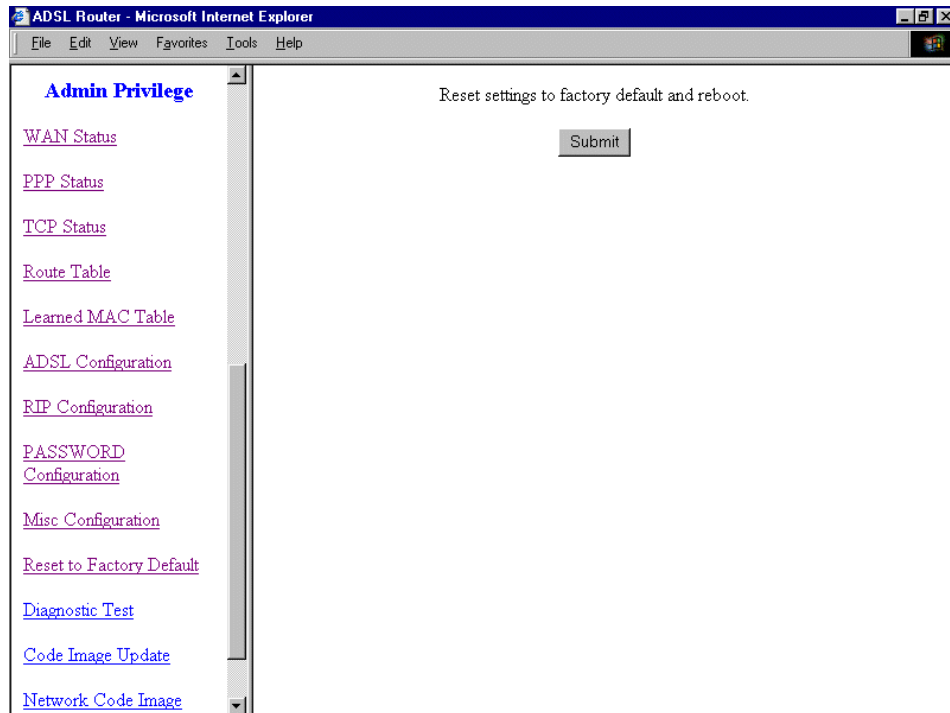 ADSL Router - Microsoft Internet Explorer
File Edit View Favorites Tools Help
Admin Privilege
WAN Status
PPP Status
TCP Status
Route Table
Learned MAC Table
ADSL Configuration
RIP Configuration
PASSWORD
Configuration
Misc Configuration
Reset to Factory Default
Diagnostic Test
Code Image Update
Network Code Image
Reset settings to factory default and reboot.
Submit